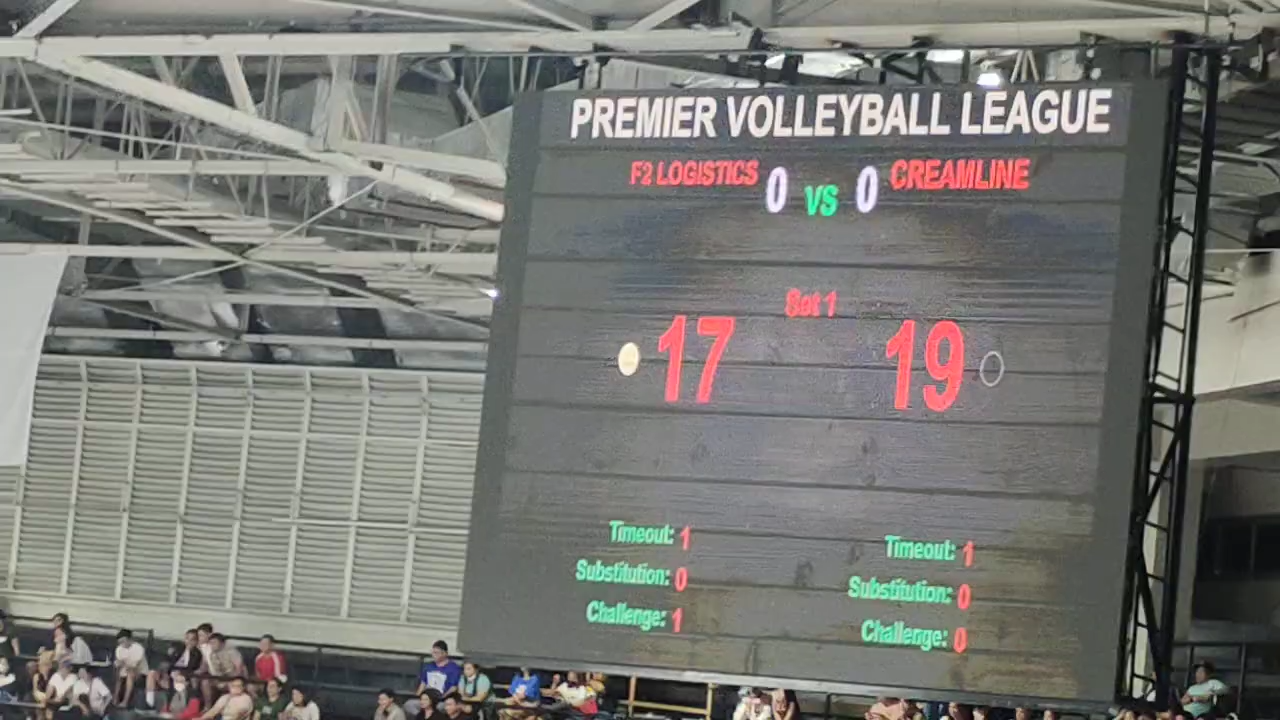 PREMIER VOLLEYBALL LEAGUE
F2 LOGISTICS 0 VS 0 CREAMLINE
Set 1
17 19
Timeout: 1 Timeout: 1
Substitution: 0 Substitution: 0
Challenge: 1 Challenge: 0